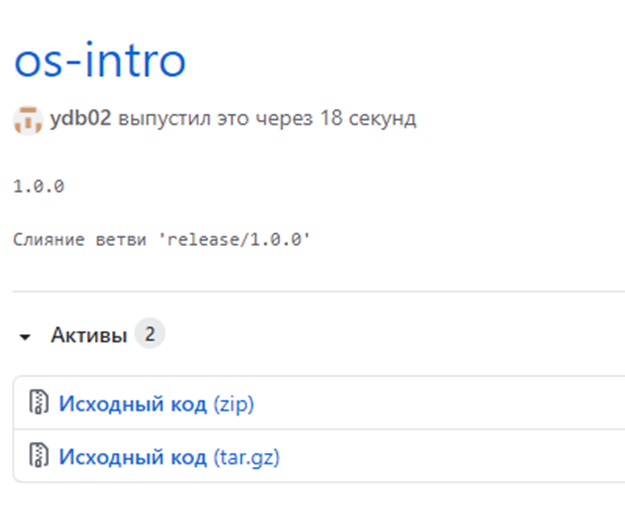 os-intro
ydb02 выпустил это через 18 секунд
1.0.0
Слияние ветви 'release/1.0.0'
Активы 2
Исходный код (zip)
Исходный код (tar.gz)